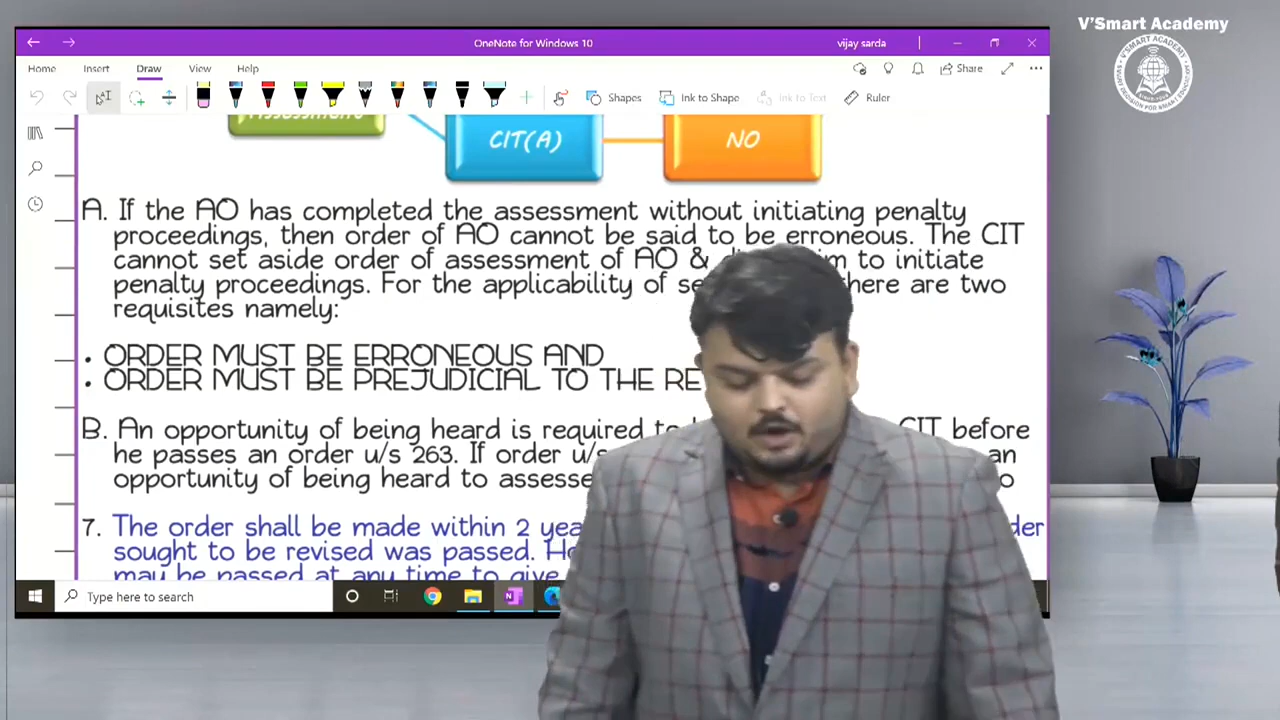 V'Smart Academy
OneNote for Windows 10
vijay sarda
Home Insert Draw View Help
Share
Shapes
Ink to Shape
Ink to Text
Ruler
Assessment
CIT(A)
NO
A. If the AO has completed the assessment without initiating penalty
proceedings, then order of AO cannot be said to be erroneous. The CIT
cannot set aside order of assessment of AO & to initiate
penalty proceedings. For the applicability of there are two
requisites namely:
• ORDER MUST BE ERRONEOUS AND
• ORDER MUST BE PREJUDICIAL TO THE
B. An opportunity of being heard is required CIT before
he passes an order u/s 263. If order an
opportunity of being heard to
7. The order shall be made within 2
sought to be revised was passed.
may be passed at any time to give
Type here to search